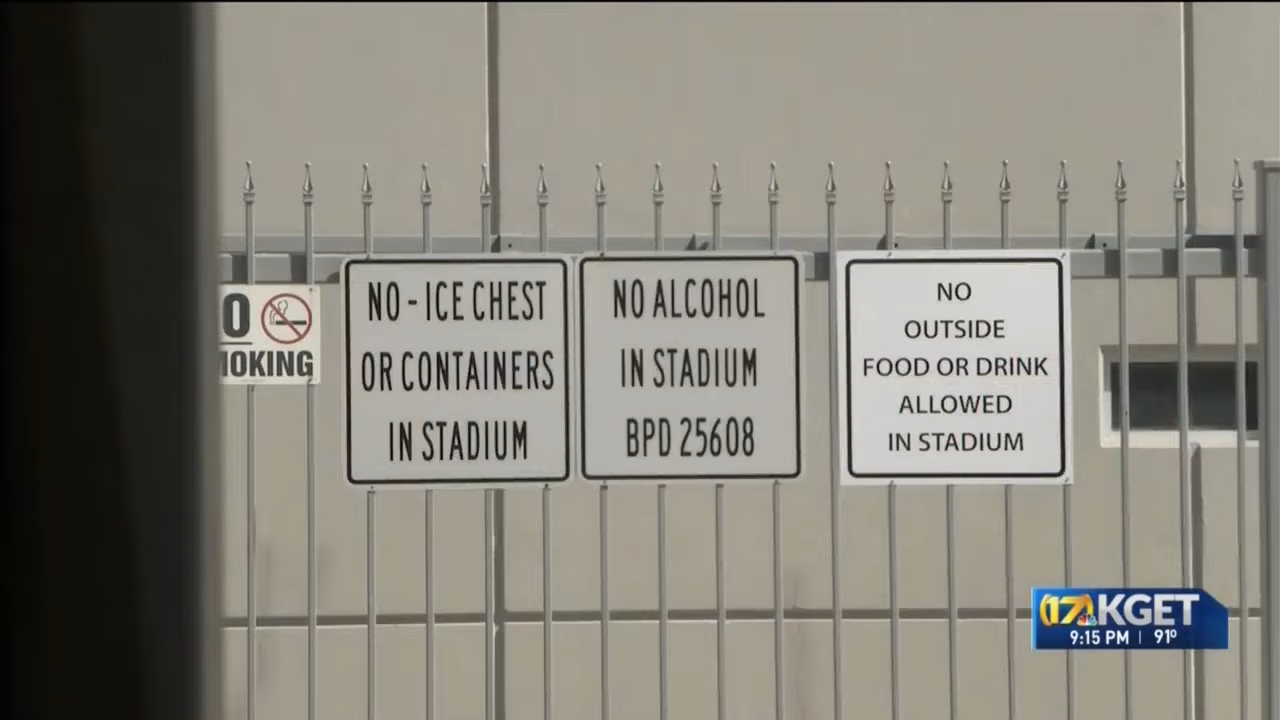 O
MOKING
NO - ICE CHEST
OR CONTAINERS
IN STADIUM
NO ALCOHOL
IN STADIUM
BPD 25608
NO
OUTSIDE
FOOD OR DRINK
ALLOWED
IN STADIUM
17 KGET
9:15 PM | 91º